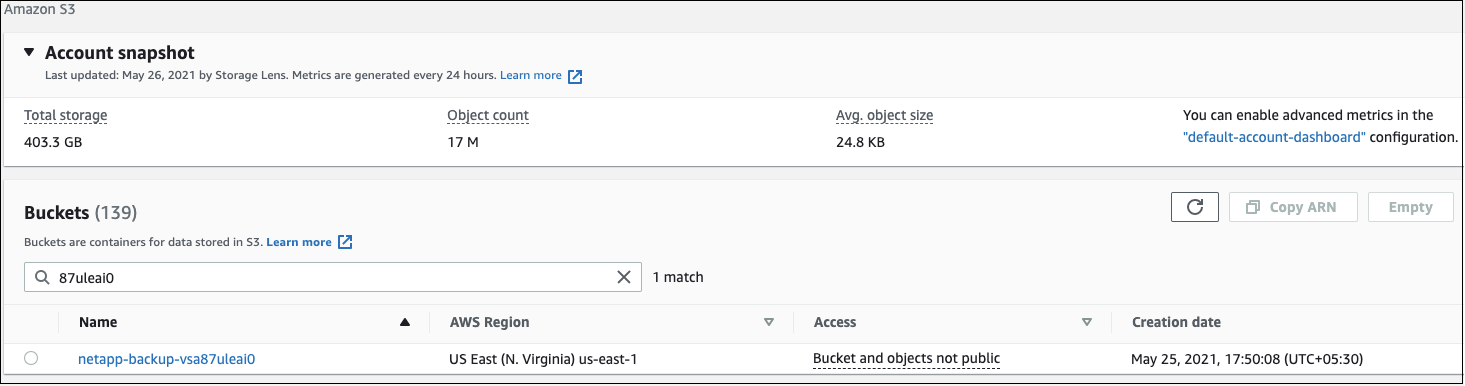 Amazon S3
Account snapshot
Last updated: May 26, 2021 by Storage Lens. Metrics are generated every 24 hours. Learn more
Total storage
403.3 GB
Object count
17 M
Avg. object size
24.8 KB
You can enable advanced metrics in the
"default-account-dashboard" configuration.
Buckets (139)
Copy ARN
Empty
Buckets are containers for data stored in S3. Learn more
87uleai0
1 match
Name
AWS Region
Access
Creation date
netapp-backup-vsa87uleai0
US East (N. Virginia) us-east-1
Bucket and objects not public
May 25, 2021, 17:50:08 (UTC+05:30)